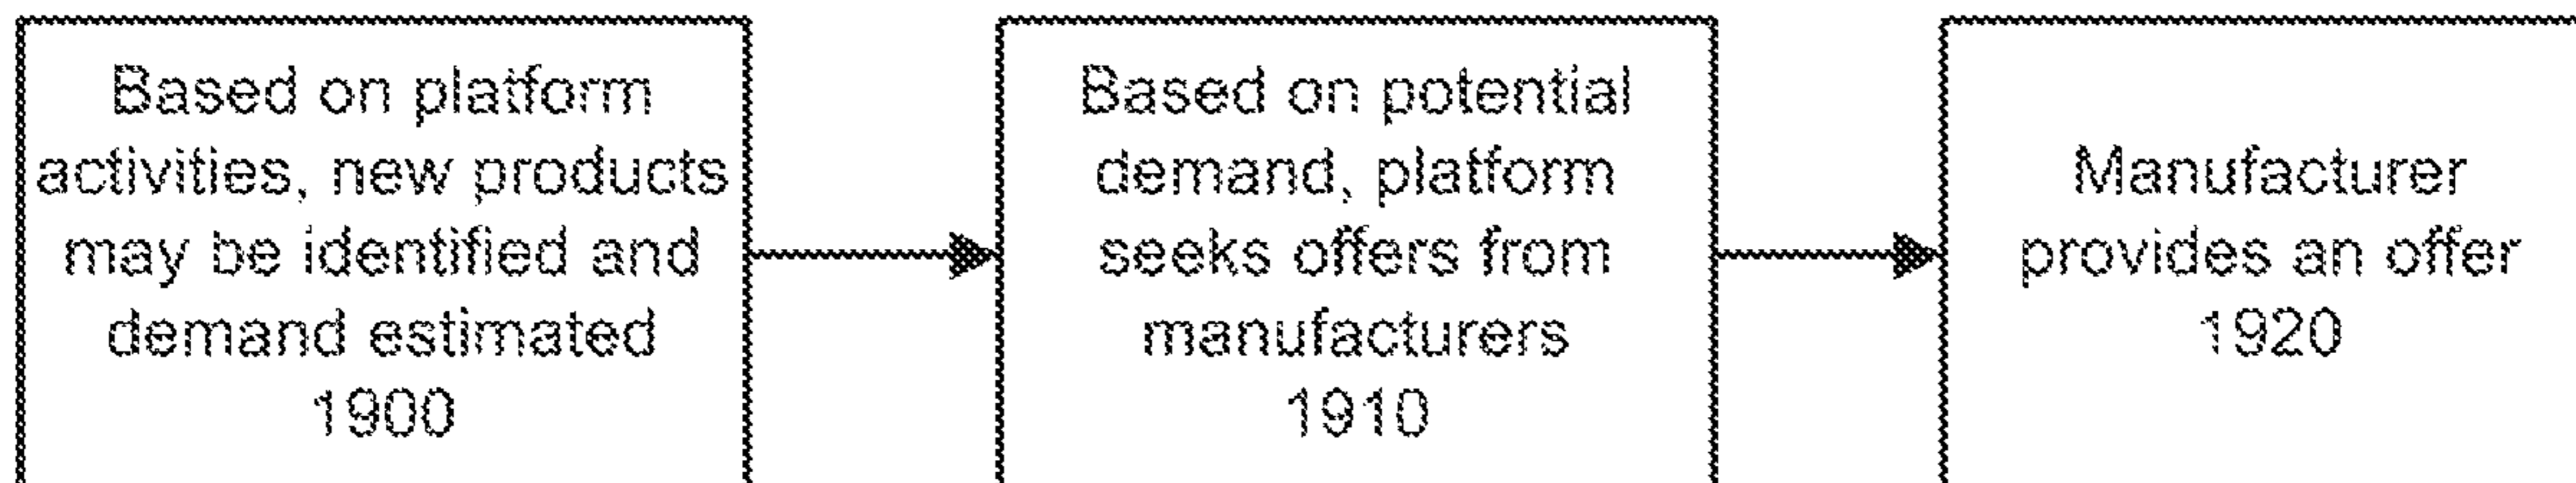 Based on platform
activities, new products
may be identified and
demand estimated
1900
Based on potential
demand, platform
seeks offers from
manufacturers
1910
Manufacturer
provides an offer
1920